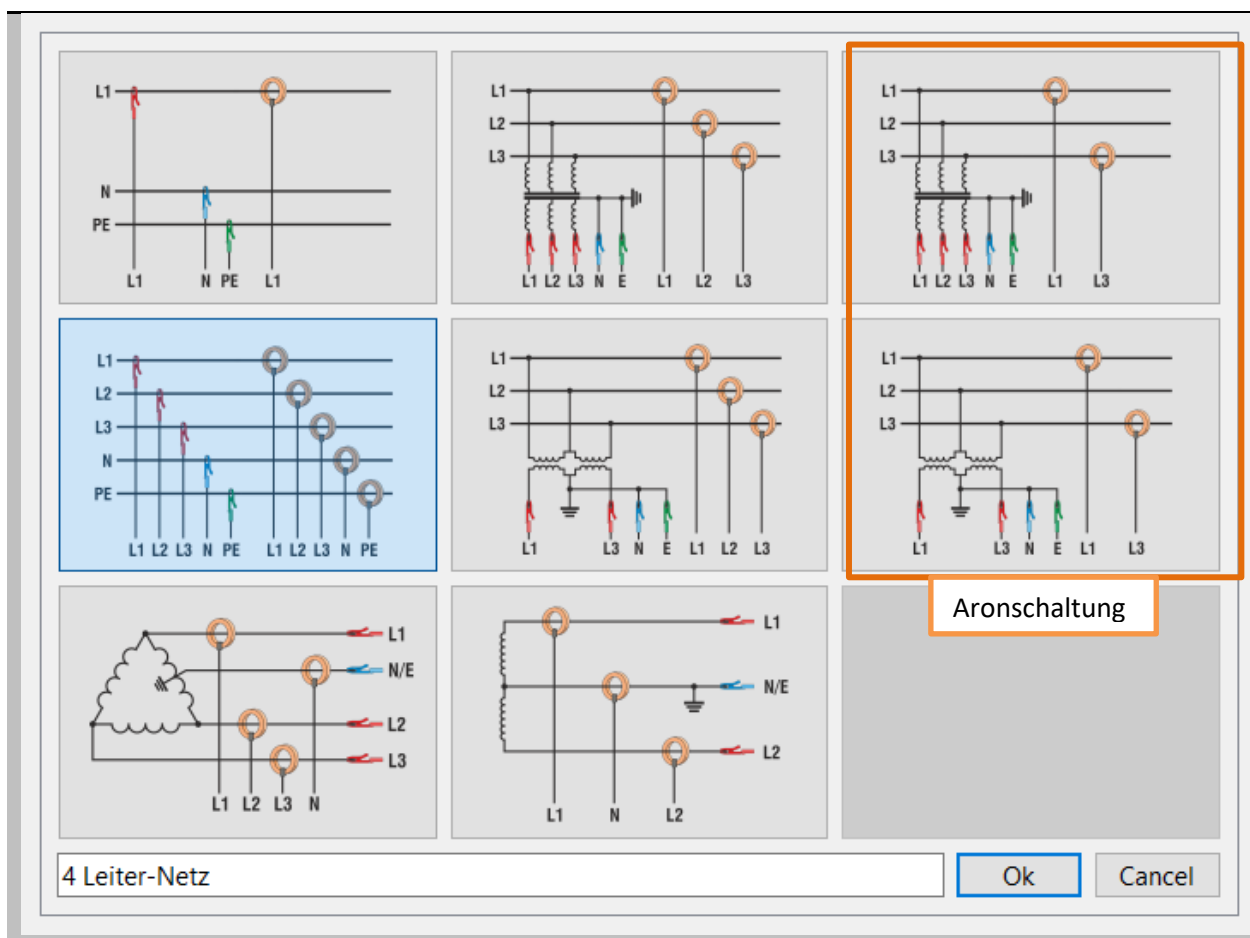 L1
N
PE
L1 N PE L1
L1
L2
L3
L1 L2 L3 N E L1 L2 L3
L1
L2
L3
L1 L2 L3 N E L1 L3
L1
L2
L3
N
PE
L1 L2 L3 N PE L1 L2 L3 N PE
L1
L2
L3
L1 L3 N E L1 L2 L3
L1
L2
L3
L1 L3 N E L1 L3
Aronschaltung
L1
N/E
L2
L3
L1 L2 L3 N
L1
N/E
L2
L1 N L2
4 Leiter-Netz
Ok Cancel